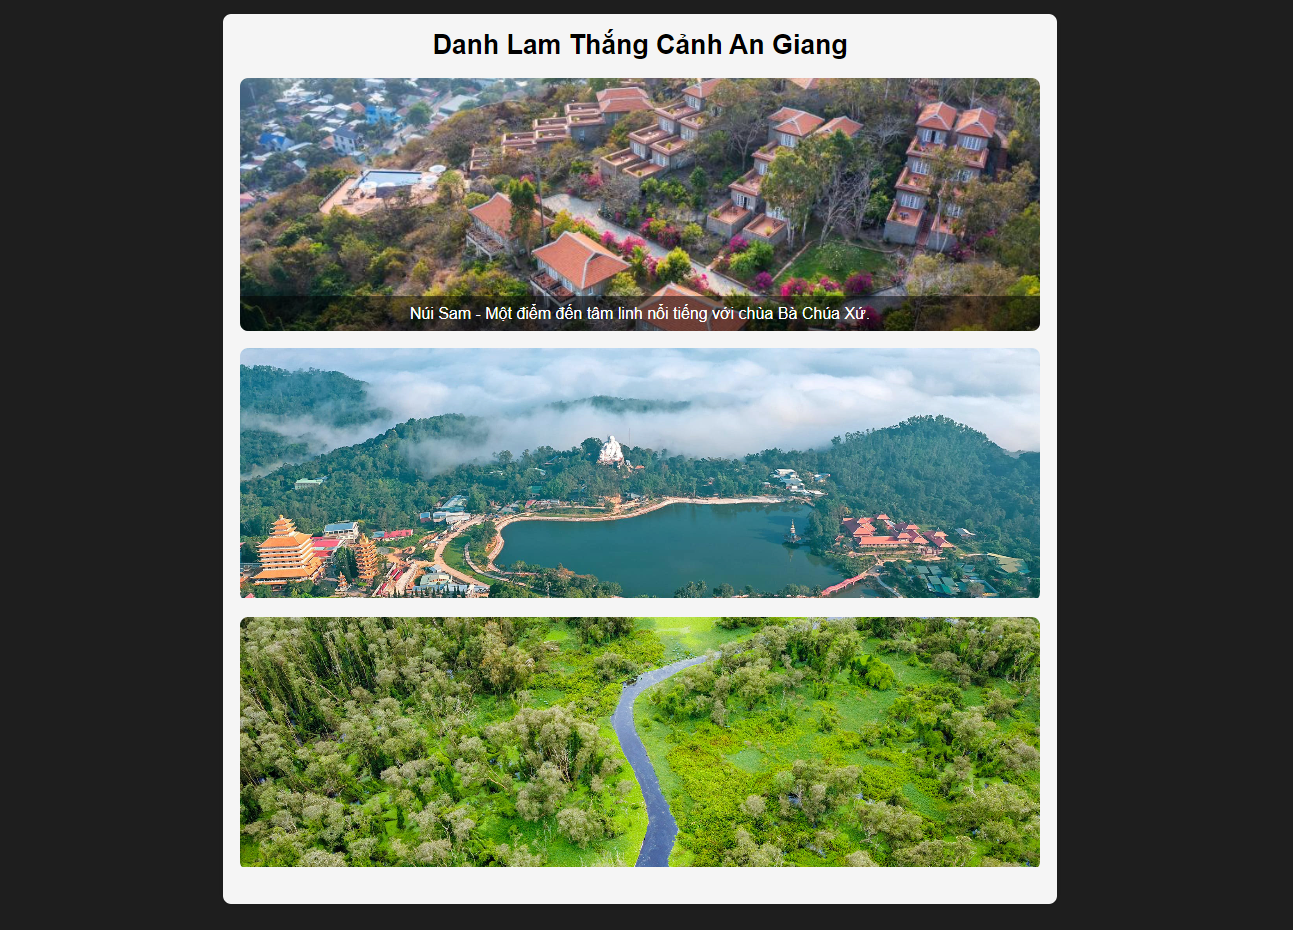 Danh Lam Thắng Cảnh An Giang
Núi Sam - Một điểm đến tâm linh nổi tiếng với chùa Bà Chúa Xứ.